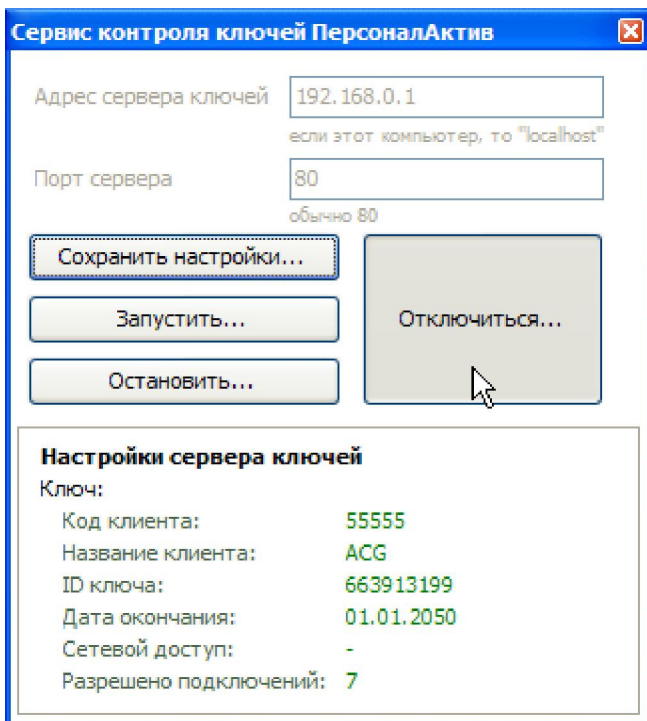 Сервис контроля ключей ПерсоналАктив
Адрес сервера ключей 192.168.0.1
если этот компьютер, то "localhost"
Порт сервера 80
обычно 80
Сохранить настройки...
Запустить...
Отключиться...
Остановить...
Настройки сервера ключей
Ключ:
Код клиента: 55555
Название клиента: ACG
ID ключа: 663913199
Дата окончания: 01.01.2050
Сетевой доступ: -
Разрешено подключений: 7